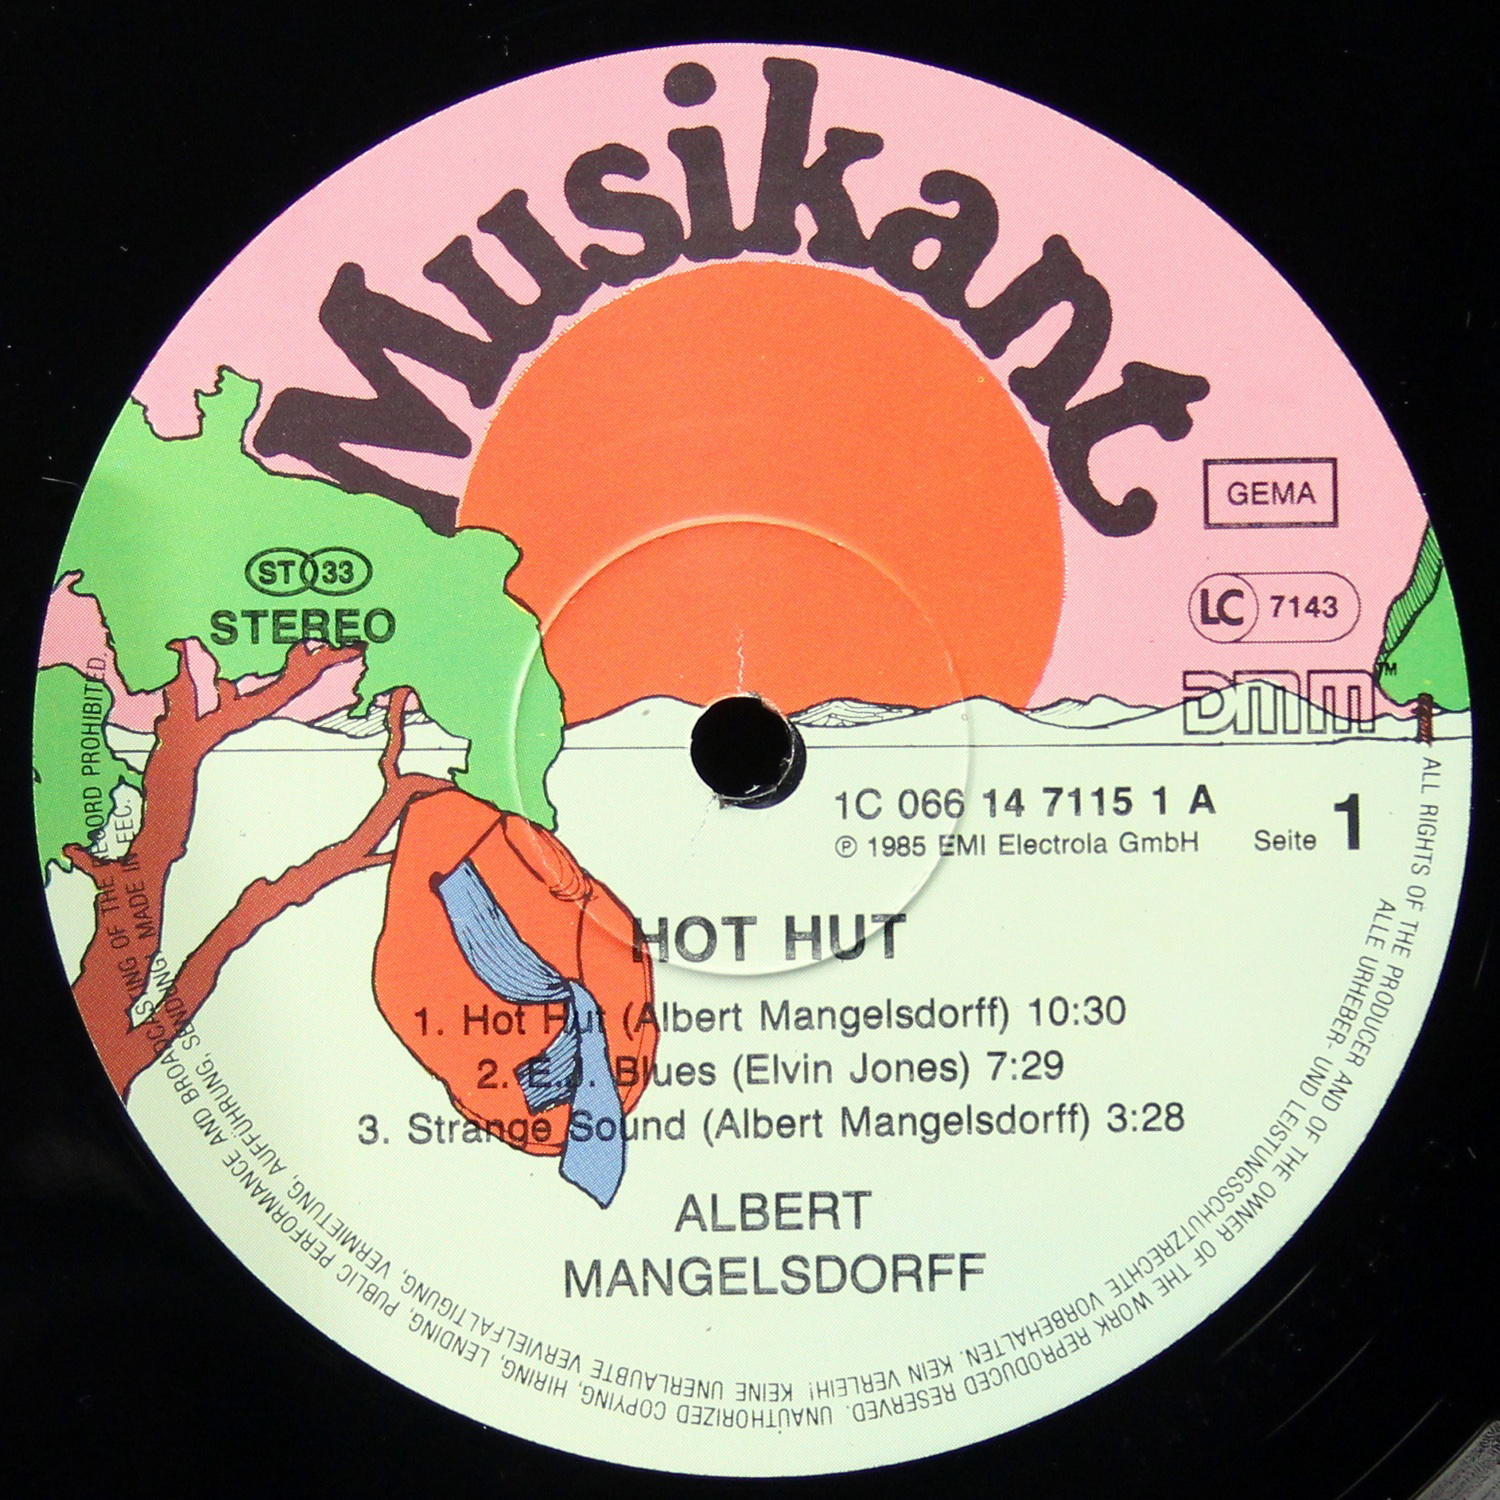 Musikant
GEMA
ST 33
STEREO
LC 7143
DMM™
1C 066 14 7115 1 A
℗ 1985 EMI Electrola GmbH Seite 1
HOT HUT
1. Hot Hut (Albert Mangelsdorff) 10:30
2. E.J. Blues (Elvin Jones) 7:29
3. Strange Sound (Albert Mangelsdorff) 3:28
ALBERT
MANGELSDORFF
ALL RIGHTS OF THE PRODUCER AND OF THE OWNER OF THE WORK REPRODUCED RESERVED. UNAUTHORIZED COPYING, HIRING, LENDING, PUBLIC PERFORMANCE AND BROADCASTING OF THE RECORD PROHIBITED.
ALLE URHEBER- UND LEISTUNGSSCHUTZRECHTE VORBEHALTEN. KEIN VERLEIH! KEINE UNERLAUBTE VERVIELFALTIGUNG, VERMIETUNG, AUFFÜHRUNG, SENDUNG. MADE IN EEC.